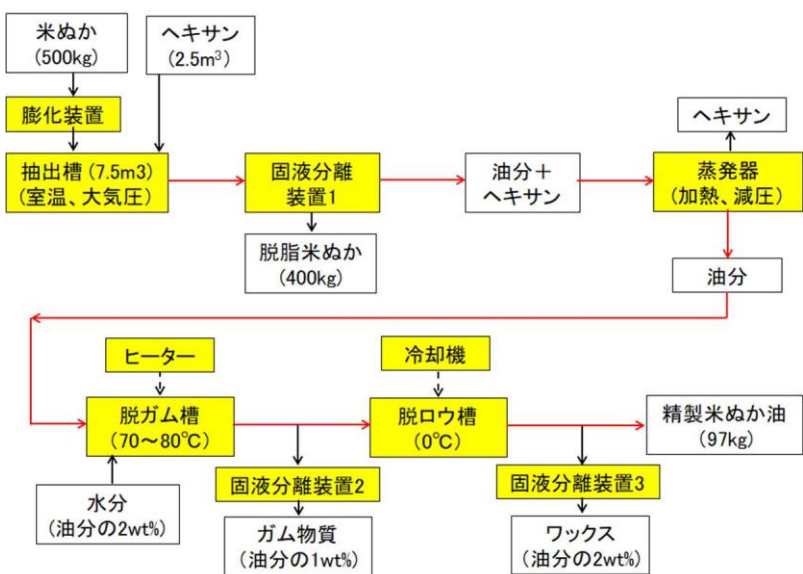 米ぬか
(500kg)
ヘキサン
(2.5m³)
膨化装置
抽出槽 (7.5m3)
(室温、大気圧)
固液分離
装置1
油分＋
ヘキサン
ヘキサン
蒸発器
(加熱、減圧)
脱脂米ぬか
(400kg)
油分
ヒーター
冷却機
脱ガム槽
(70～80℃)
脱ロウ槽
(0℃)
精製米ぬか油
(97kg)
固液分離装置2
固液分離装置3
水分
(油分の2wt%)
ガム物質
(油分の1wt%)
ワックス
(油分の2wt%)